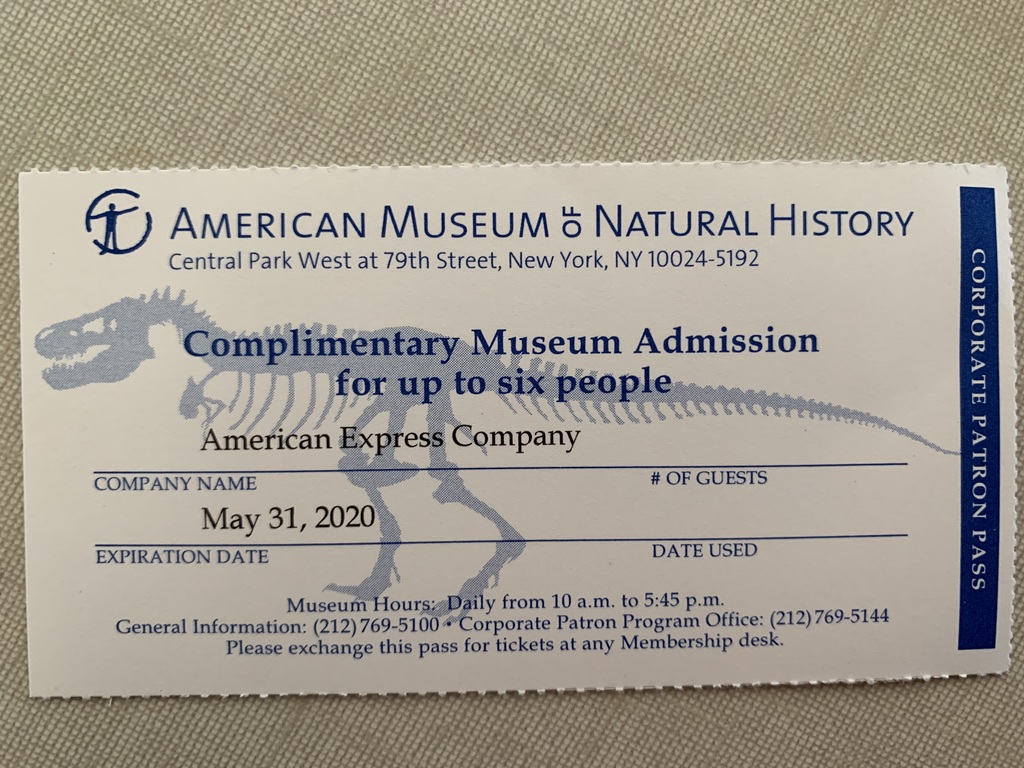 AMERICAN MUSEUM OF NATURAL HISTORY
Central Park West at 79th Street, New York, NY 10024-5192
Complimentary Museum Admission
for up to six people
American Express Company
COMPANY NAME # OF GUESTS
May 31, 2020
EXPIRATION DATE DATE USED
Museum Hours: Daily from 10 a.m. to 5:45 p.m.
General Information: (212) 769-5100 • Corporate Patron Program Office: (212) 769-5144
Please exchange this pass for tickets at any Membership desk.
CORPORATE PATRON PASS